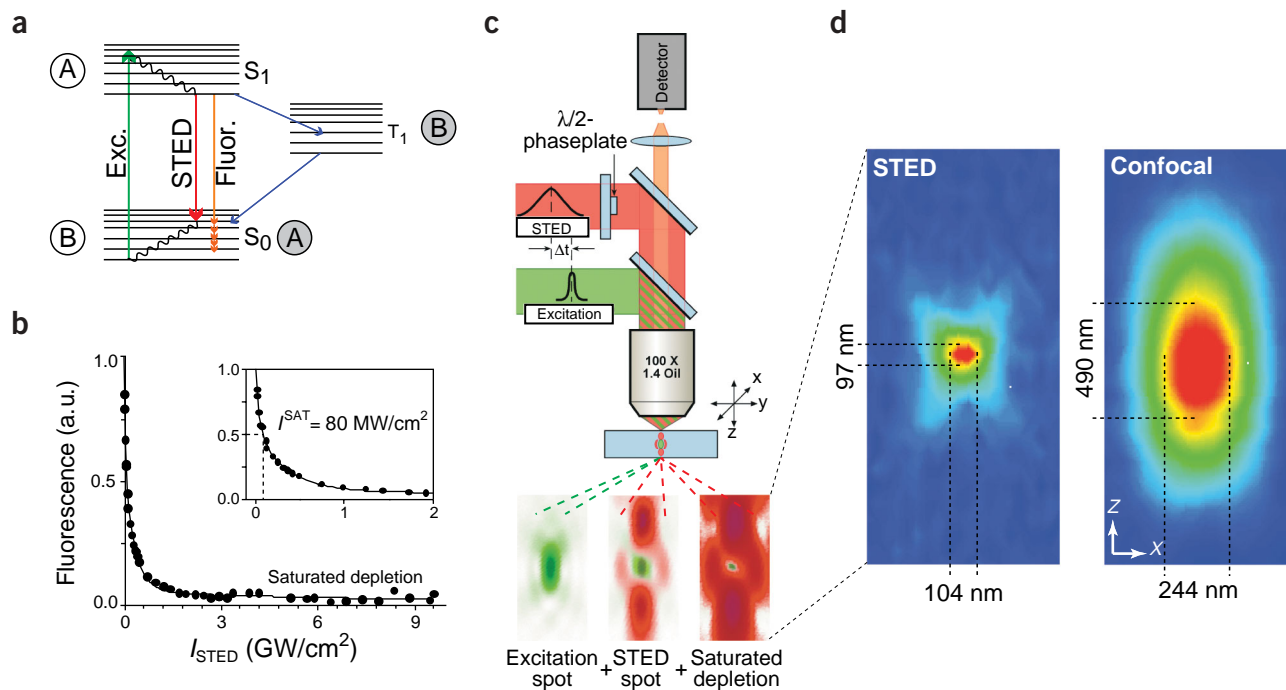 a
A
S1
Exc.
STED
Fluor.
T1
B
B
S0
A
b
Fluorescence (a.u.)
1.0
0.5
0.0
1.0
0.5
0.0
I^SAT = 80 MW/cm²
0
1
2
Saturated depletion
0
3
6
9
I_STED (GW/cm²)
c
Detector
λ/2-
phaseplate
STED
Δt
Excitation
100 X
1.4 Oil
x
y
z
Excitation + STED + Saturated
spot spot depletion
d
STED
97 nm
104 nm
Confocal
490 nm
Z
X
244 nm